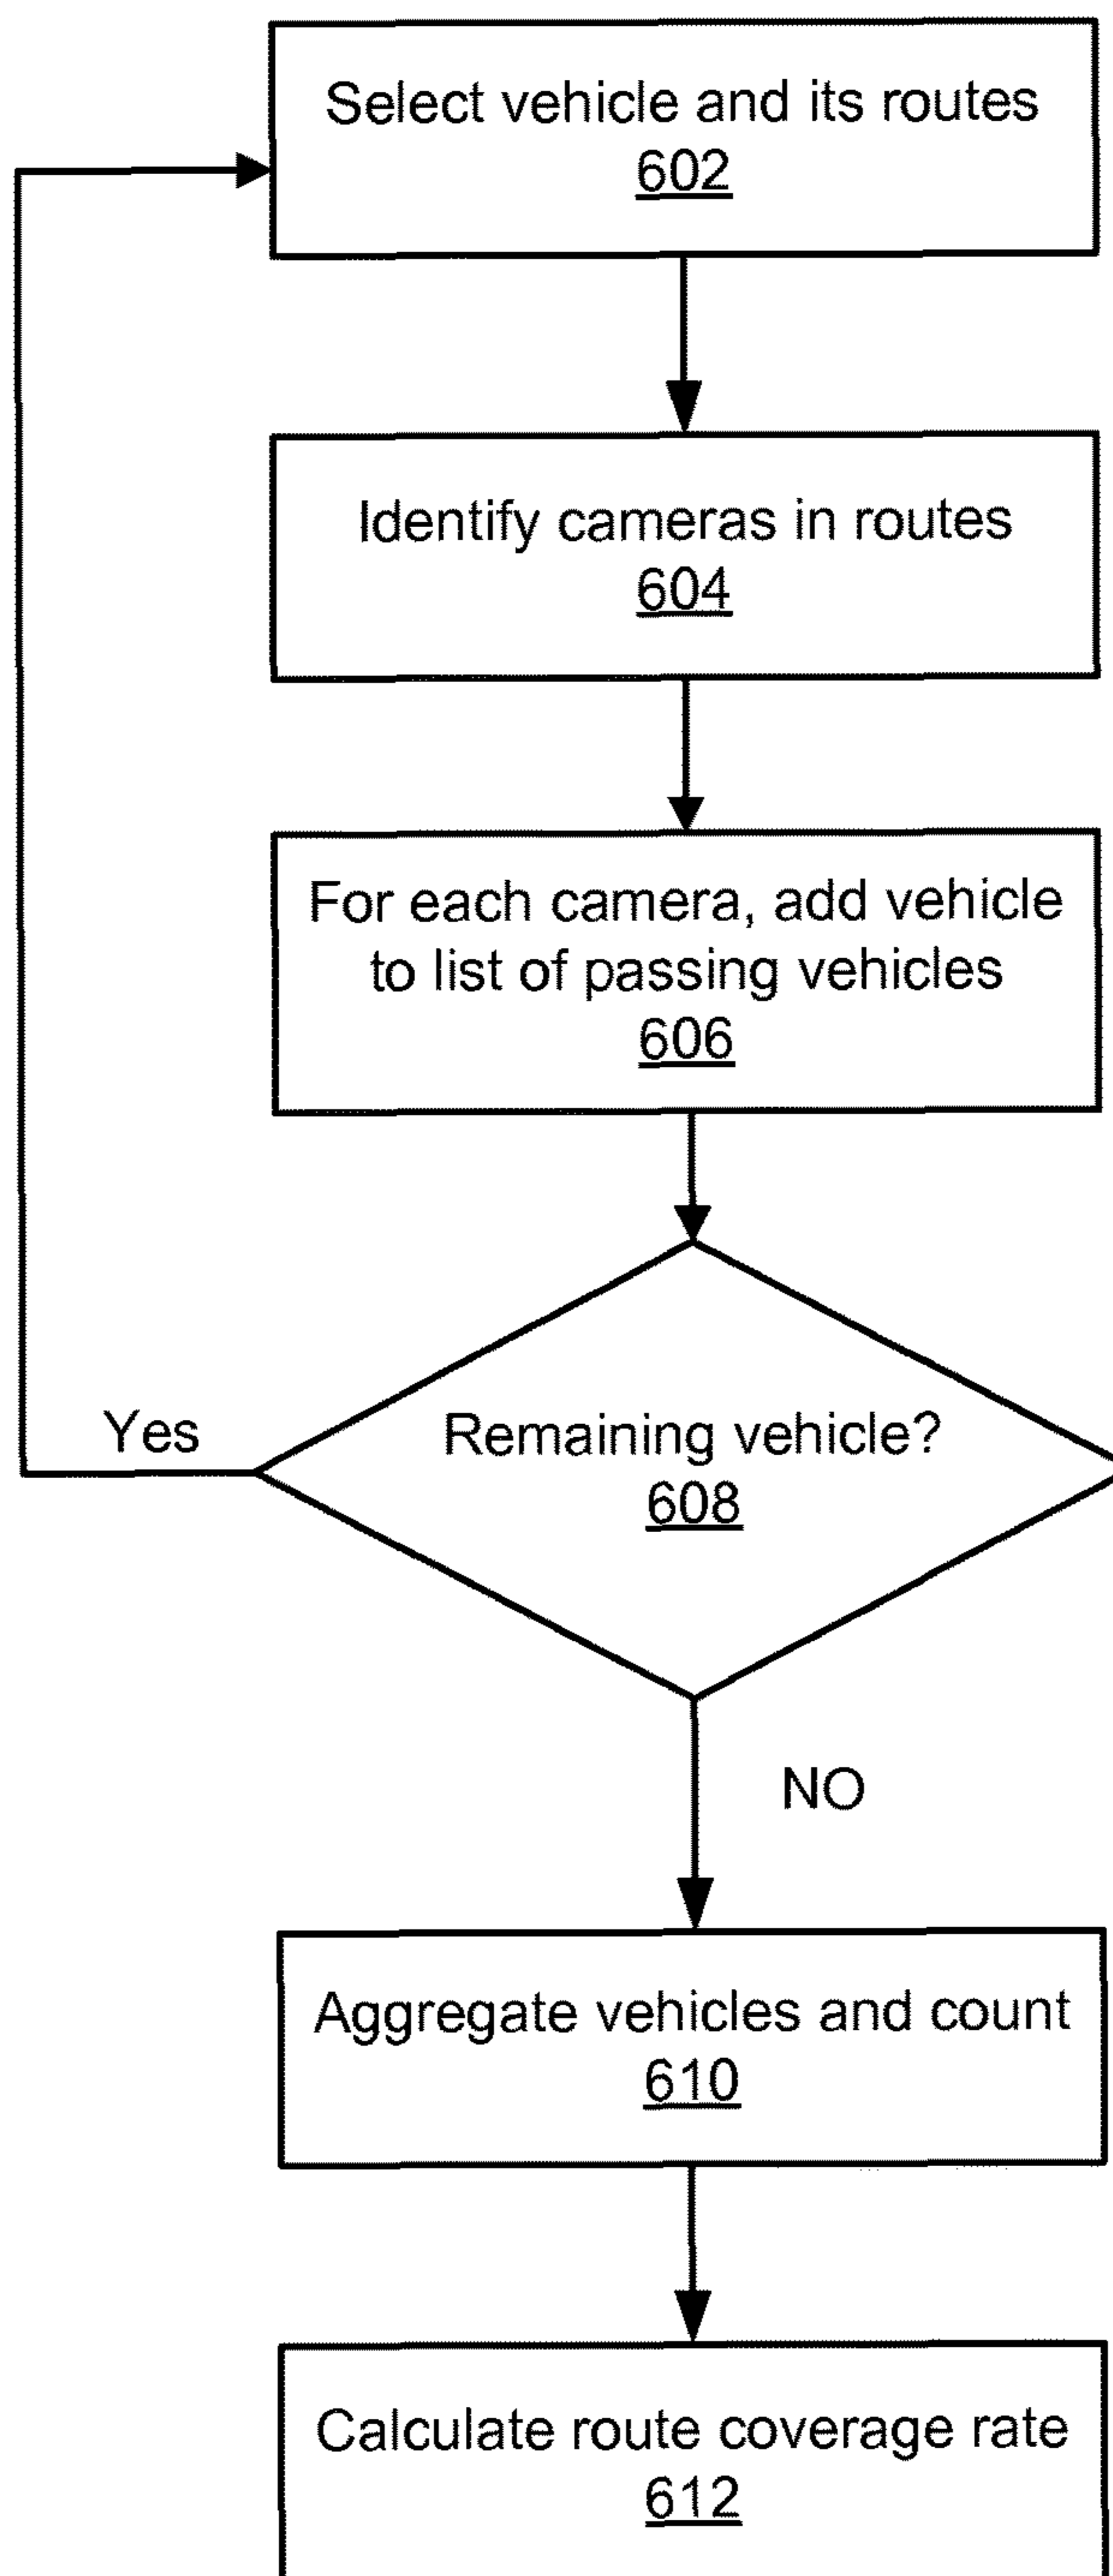 Select vehicle and its routes
602
Identify cameras in routes
604
For each camera, add vehicle
to list of passing vehicles
606
Remaining vehicle?
608
Yes
NO
Aggregate vehicles and count
610
Calculate route coverage rate
612